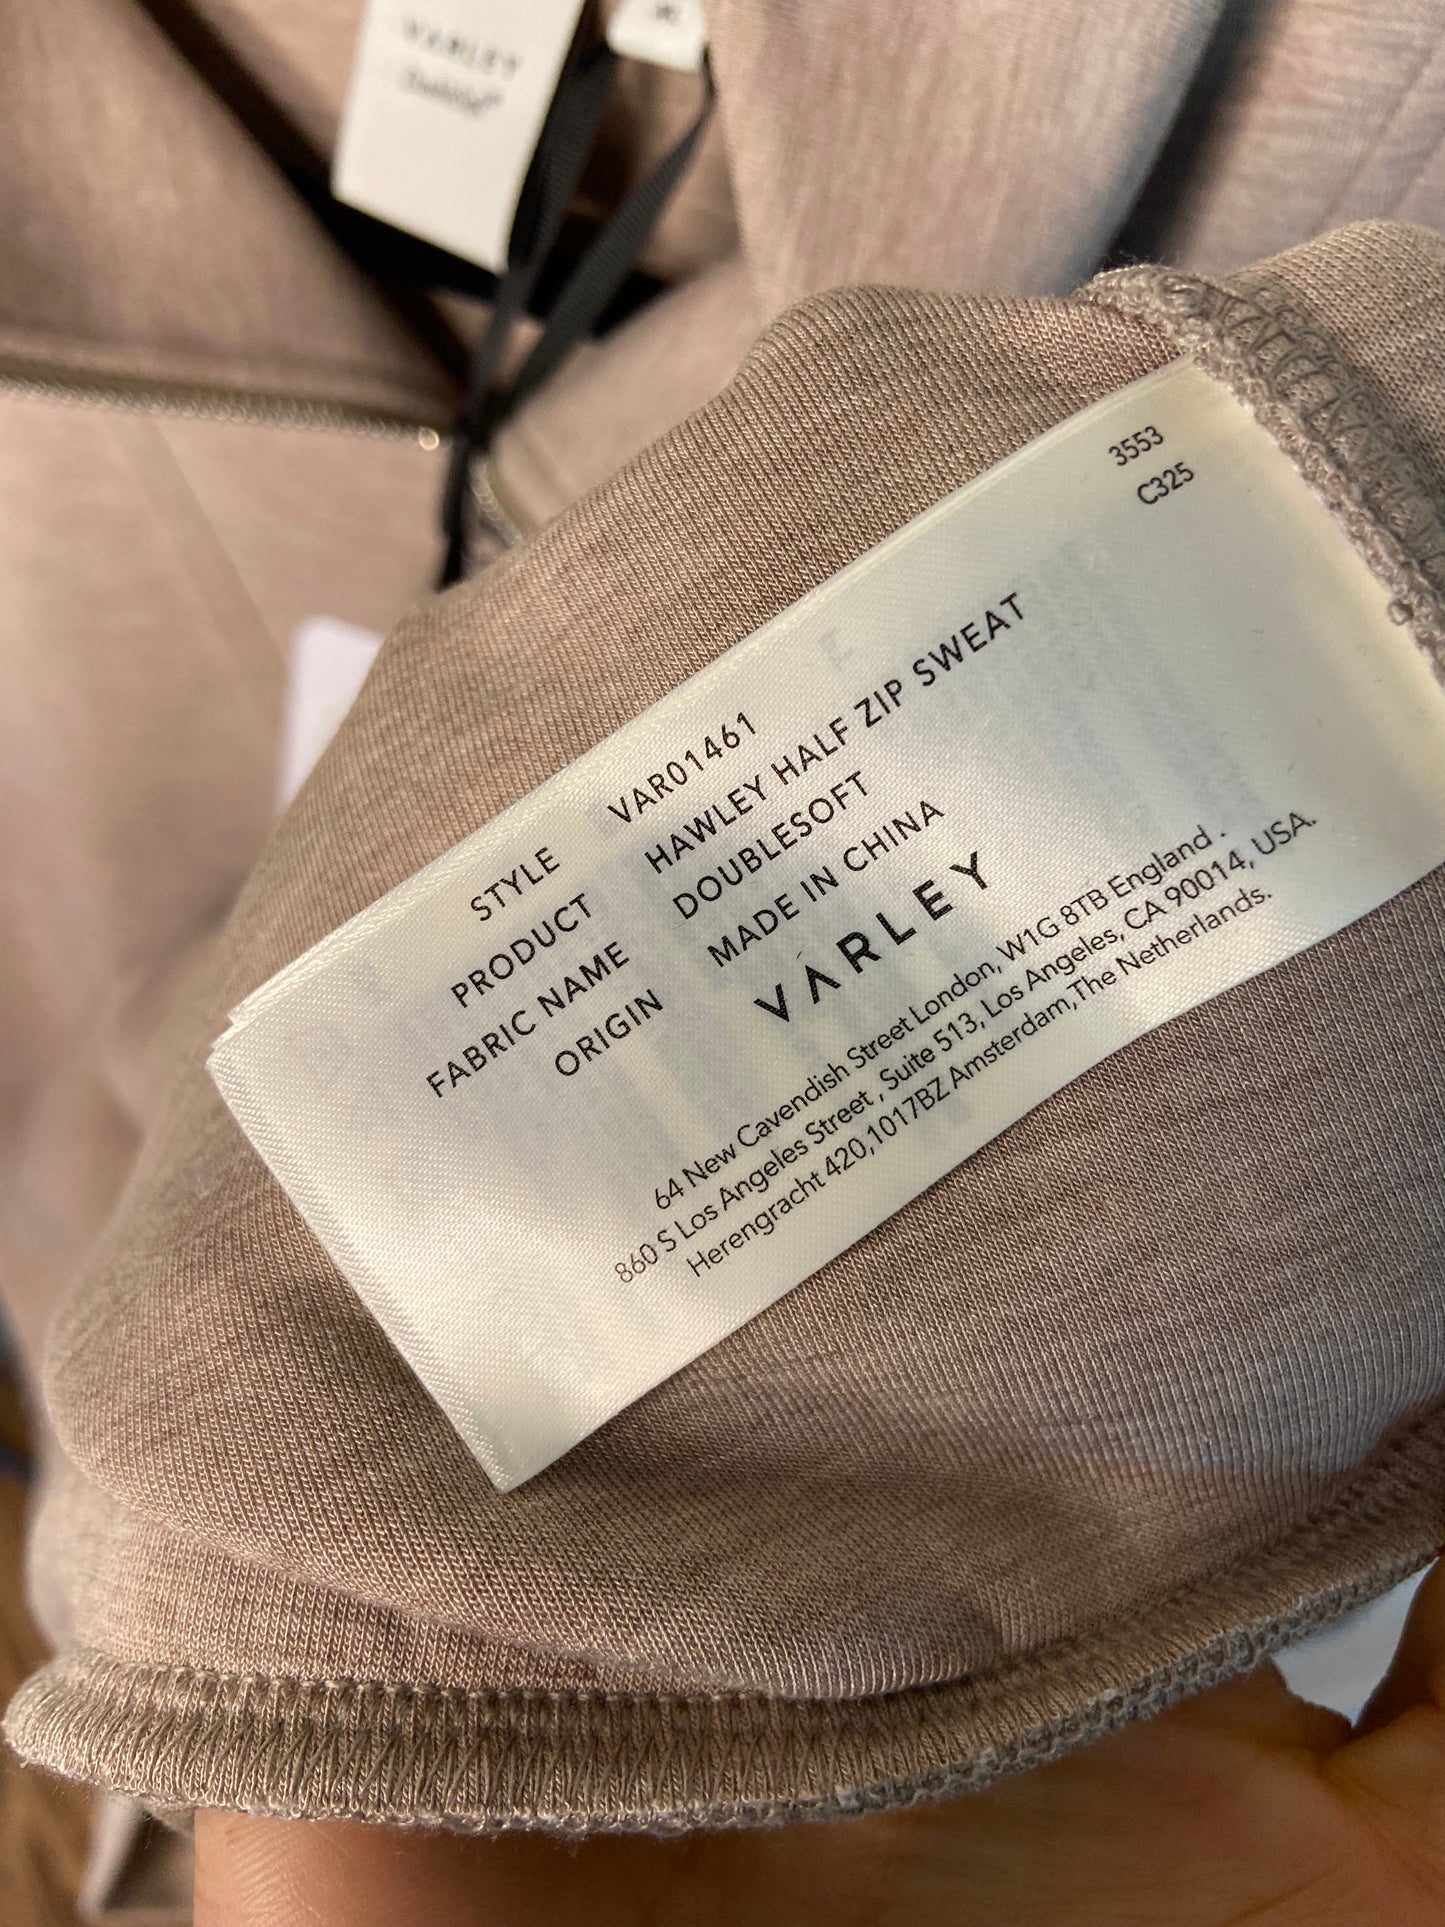 VARLEY
3553
C325
STYLE VAR01461
PRODUCT HAWLEY HALF ZIP SWEAT
FABRIC NAME DOUBLESOFT
ORIGIN MADE IN CHINA
VARLEY
64 New Cavendish Street London, W1G 8TB England .
860 S Los Angeles Street , Suite 513, Los Angeles, CA 90014, USA.
Herengracht 420,1017BZ Amsterdam,The Netherlands.